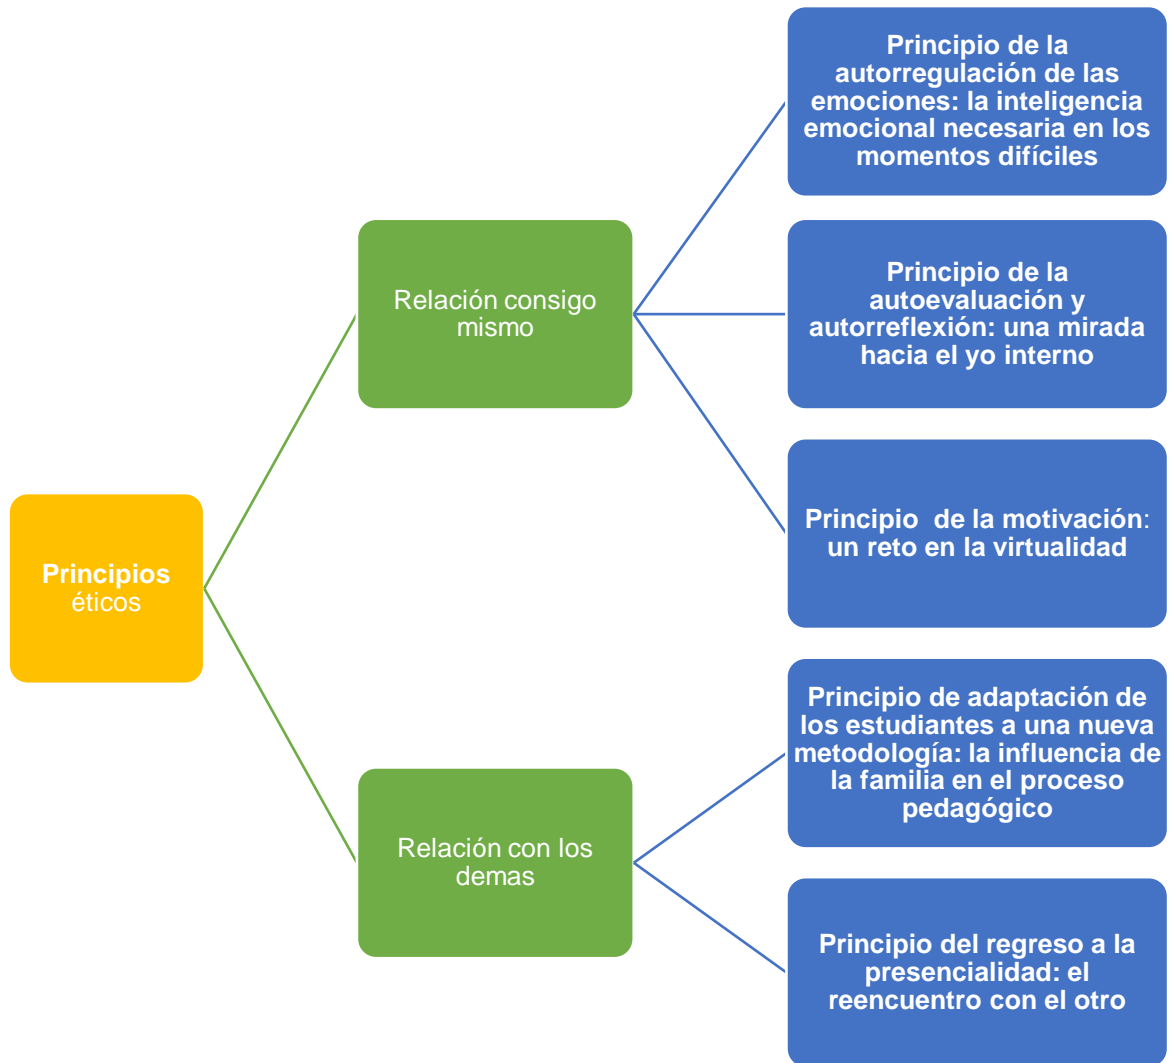 Principios
éticos
Relación consigo
mismo
Principio de la
autorregulación de las
emociones: la inteligencia
emocional necesaria en los
momentos difíciles
Principio de la
autoevaluación y
autorreflexión: una mirada
hacia el yo interno
Principio  de la motivación:
un reto en la virtualidad
Relación con los
demas
Principio de adaptación de
los estudiantes a una nueva
metodología: la influencia de
la familia en el proceso
pedagógico
Principio del regreso a la
presencialidad: el
reencuentro con el otro